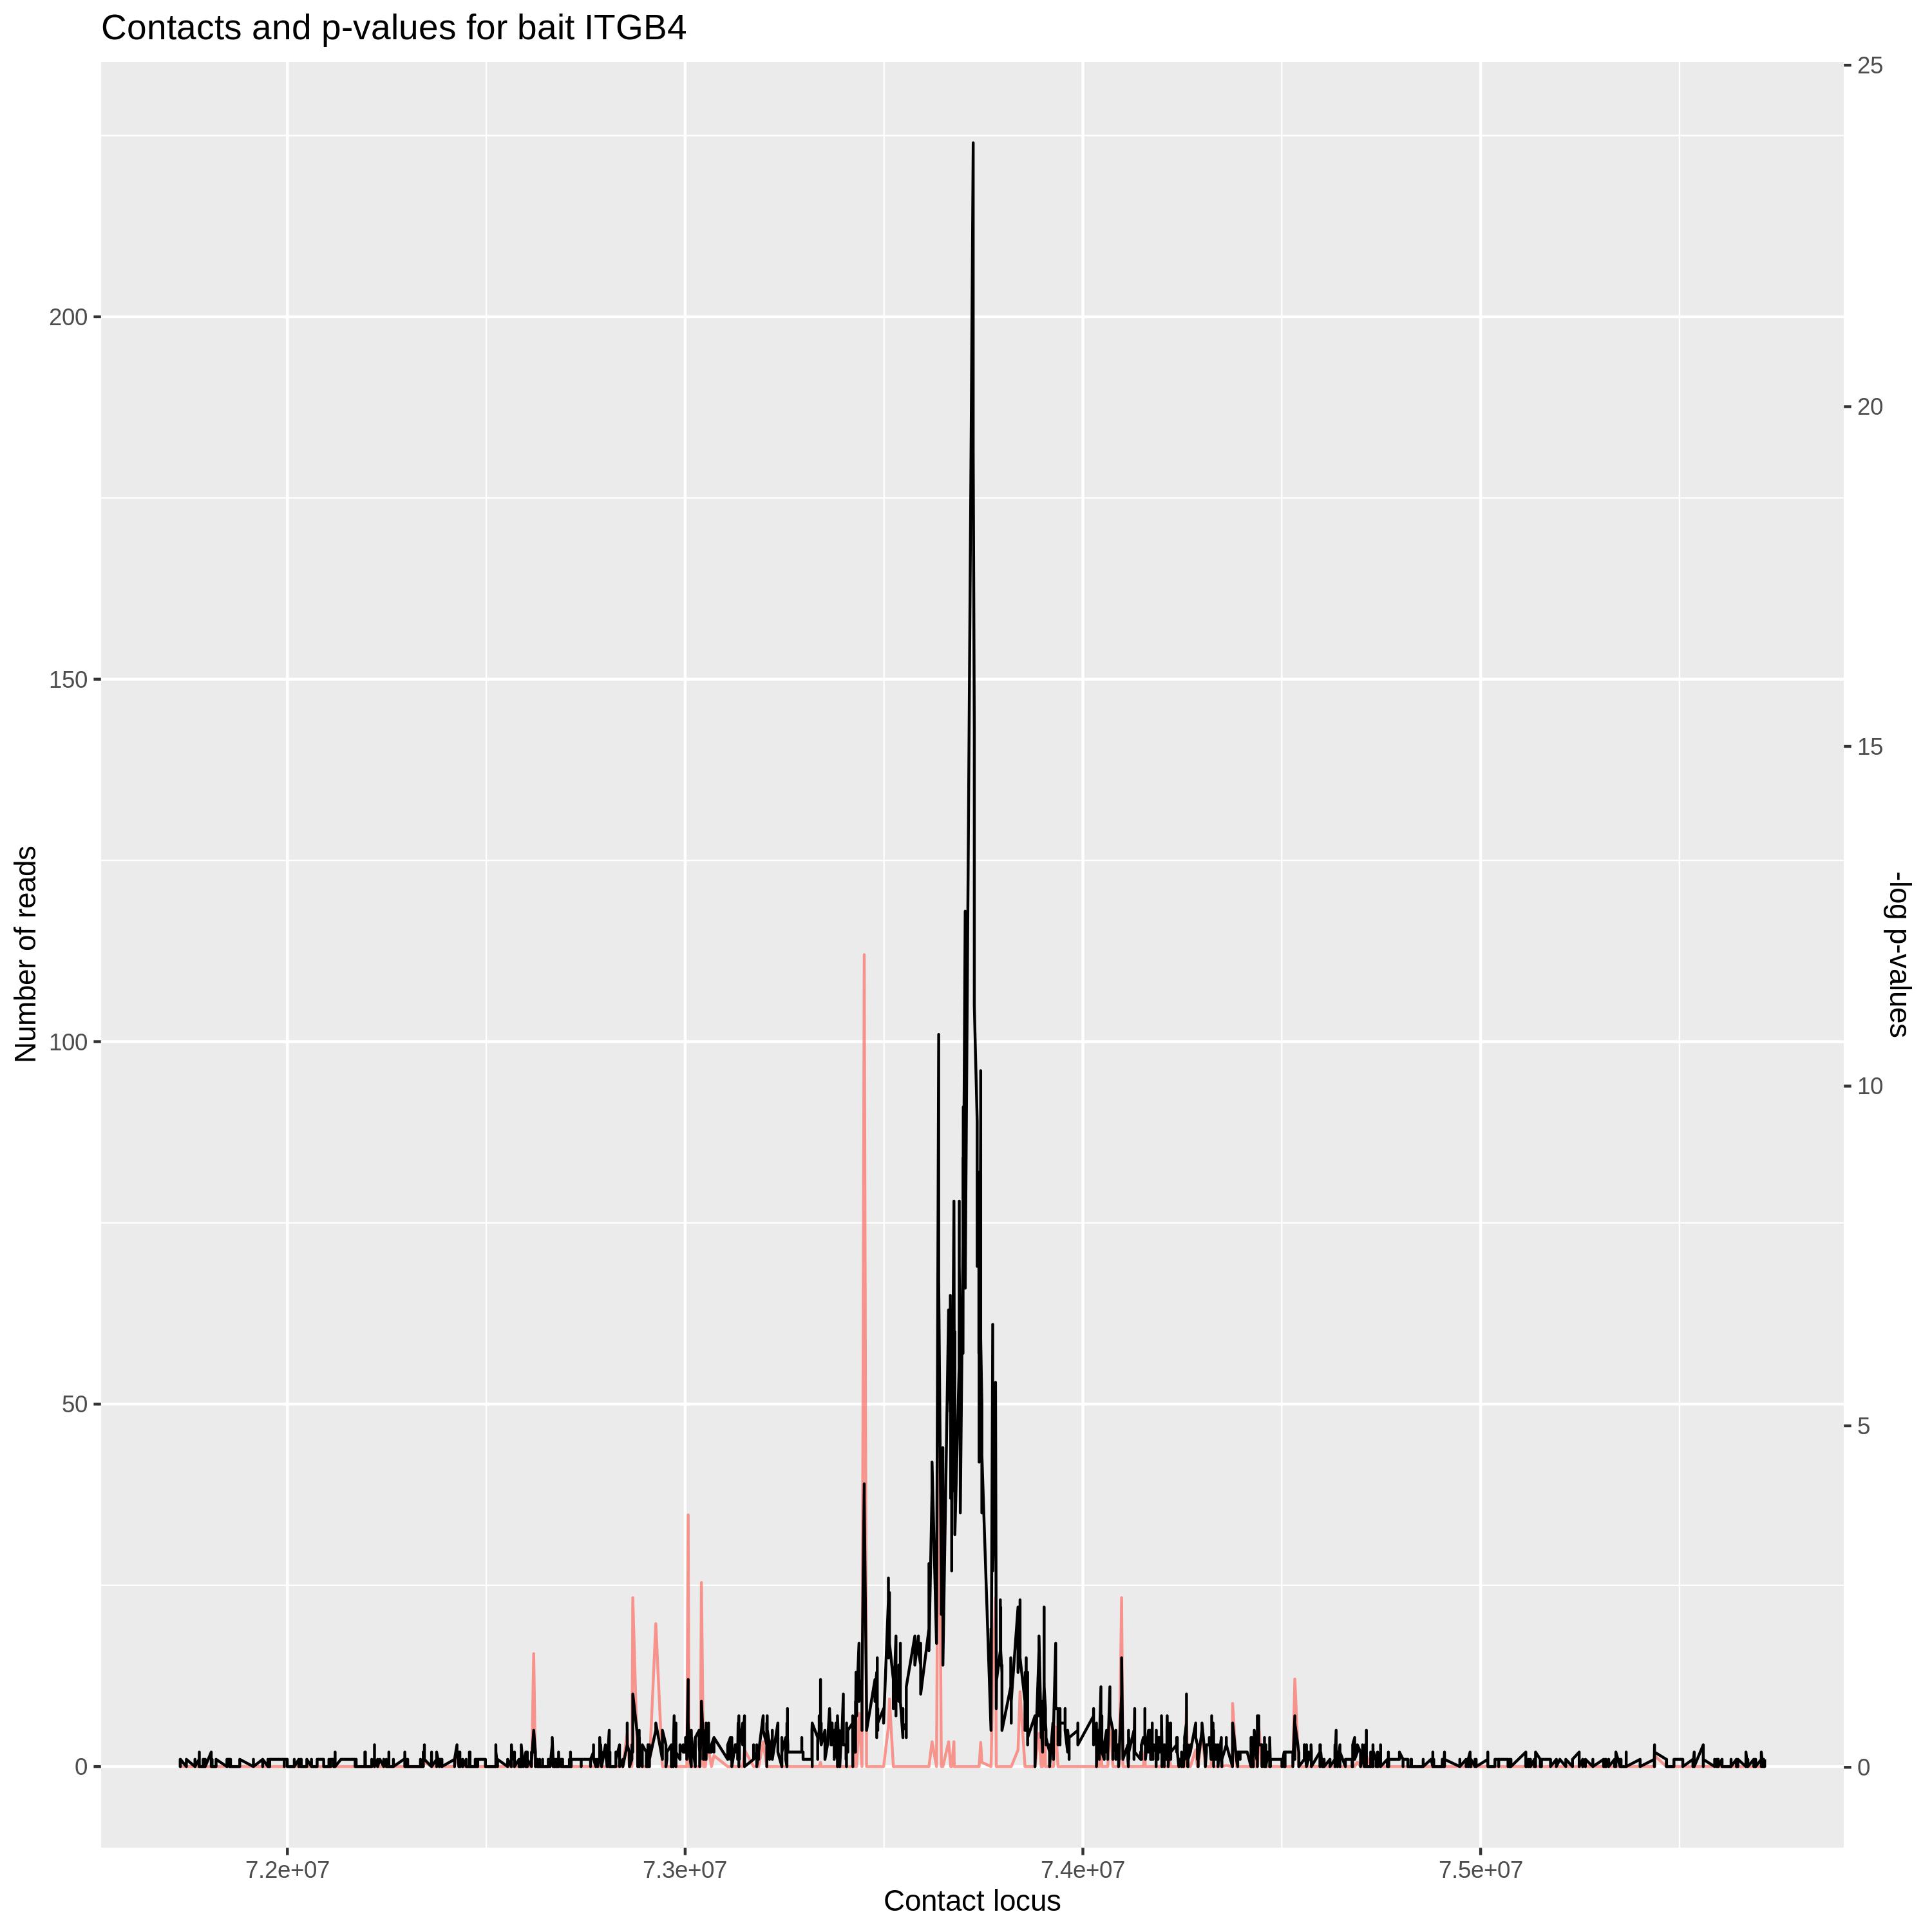 Contacts and p-values for bait ITGB4
25
20
15
10
5
0
-log p-values
200
150
100
50
0
Number of reads
7.2e+07 7.3e+07 7.4e+07 7.5e+07
Contact locus